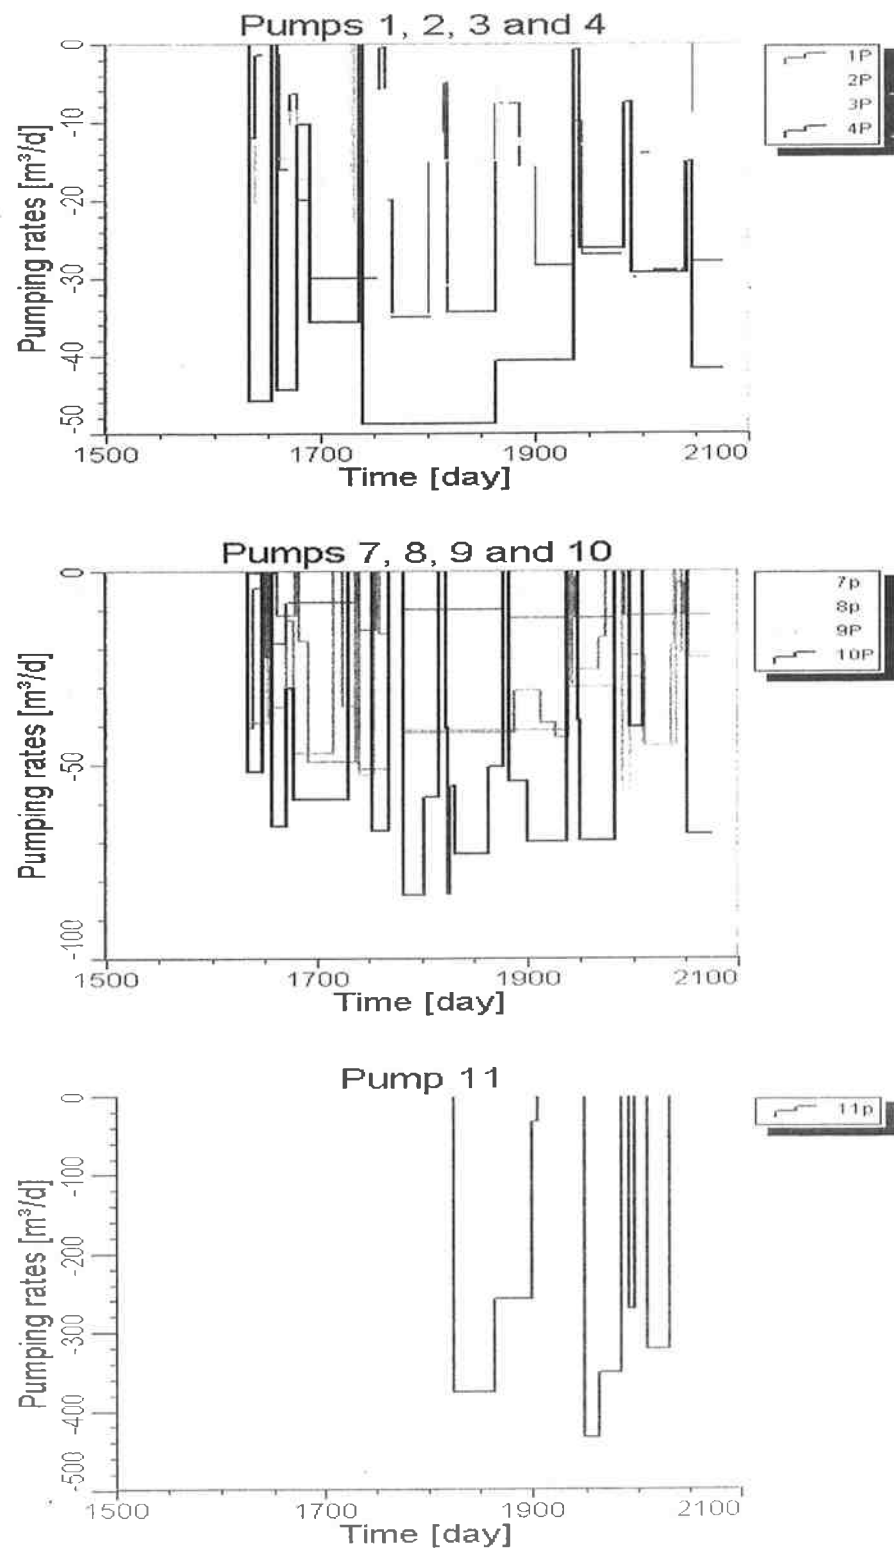 Pumps 1, 2, 3 and 4
Pumping rates [m³/d]
0
-10
-20
-30
-40
-50
1500
1700
1900
2100
Time [day]
1P
2P
3P
4P
Pumps 7, 8, 9 and 10
Pumping rates [m³/d]
0
-50
-100
1500
1700
1900
2100
Time [day]
7p
8p
9P
10P
Pump 11
Pumping rates [m³/d]
0
-100
-200
-300
-400
-500
1500
1700
1900
2100
Time [day]
11p